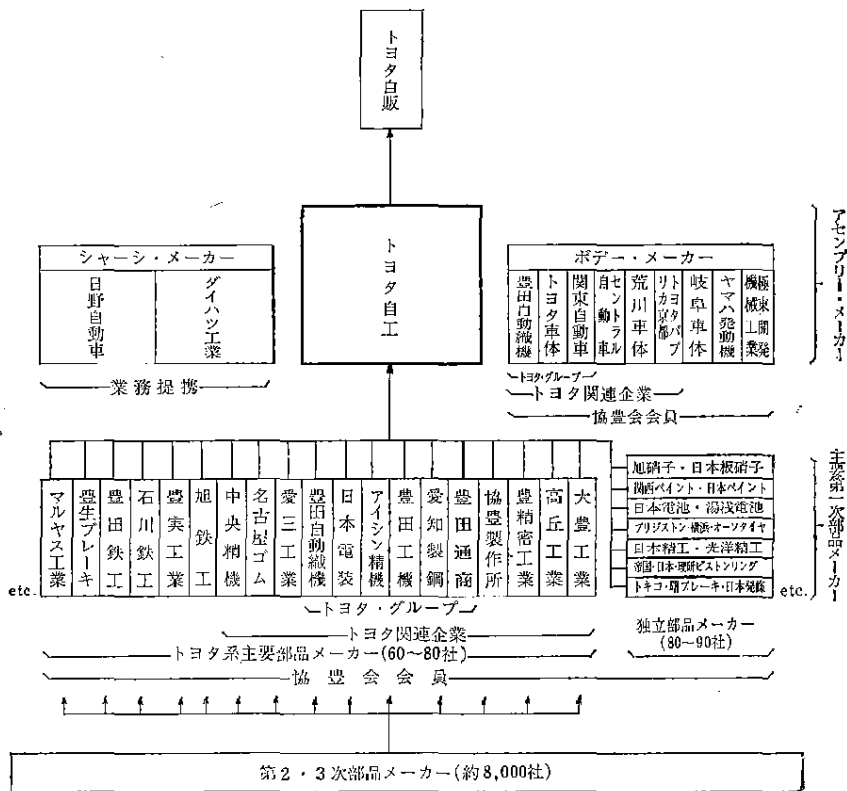 トヨタ自販
トヨタ自工
シャーシ・メーカー
日野自動車
ダイハツ工業
業務提携
ボデー・メーカー
豊田自動織機
トヨタ車体
関東自動車
セントラル自動車
荒川車体
トヨタパブリカ京都
岐阜車体
ヤマハ発動機
極東開発機械工業
トヨタ・グループ
トヨタ関連企業
協豊会会員
アセンブリー・メーカー
マルヤス工業
豊生ブレーキ
豊田鉄工
石川鉄工
豊実工業
旭鉄工
中央精機
名古屋ゴム
愛三工業
豊田自動織機
日本電装
アイシン精機
豊田工機
愛知製鋼
豊田通商
協豊製作所
豊精密工業
高丘工業
大豊工業
旭硝子・日本板硝子
関西ペイント・日本ペイント
日本電池・湯浅電池
ブリジストン・横浜・オーツタイヤ
日本精工・光洋精工
帝国・日本・理研ピストンリング
トキコ・曙ブレーキ・日本発條
etc.
etc.
主要第一次部品メーカー
トヨタ・グループ
トヨタ関連企業
トヨタ系主要部品メーカー(60～80社)
協豊会会員
独立部品メーカー
(80～90社)
第2・3次部品メーカー(約8,000社)